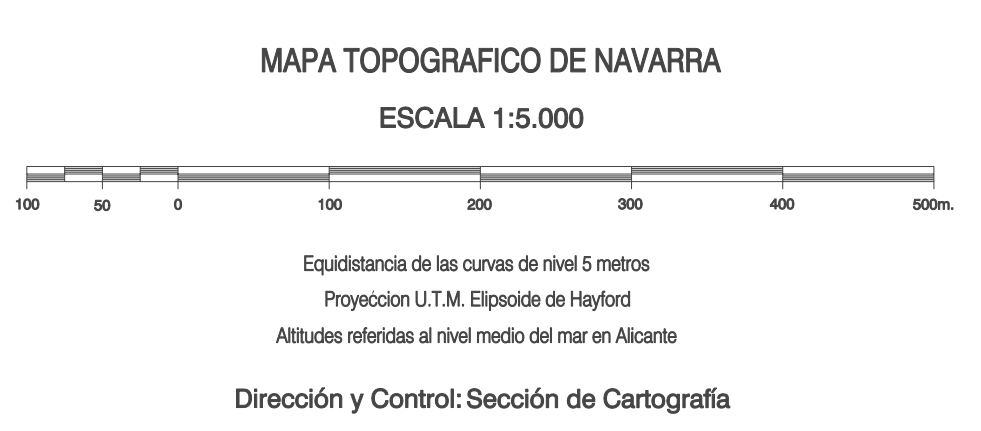 MAPA TOPOGRAFICO DE NAVARRA
ESCALA 1:5.000
100 50 0 100 200 300 400 500m.
Equidistancia de las curvas de nivel 5 metros
Proyećcion U.T.M. Elipsoide de Hayford
Altitudes referidas al nivel medio del mar en Alicante
Dirección y Control: Sección de Cartografía